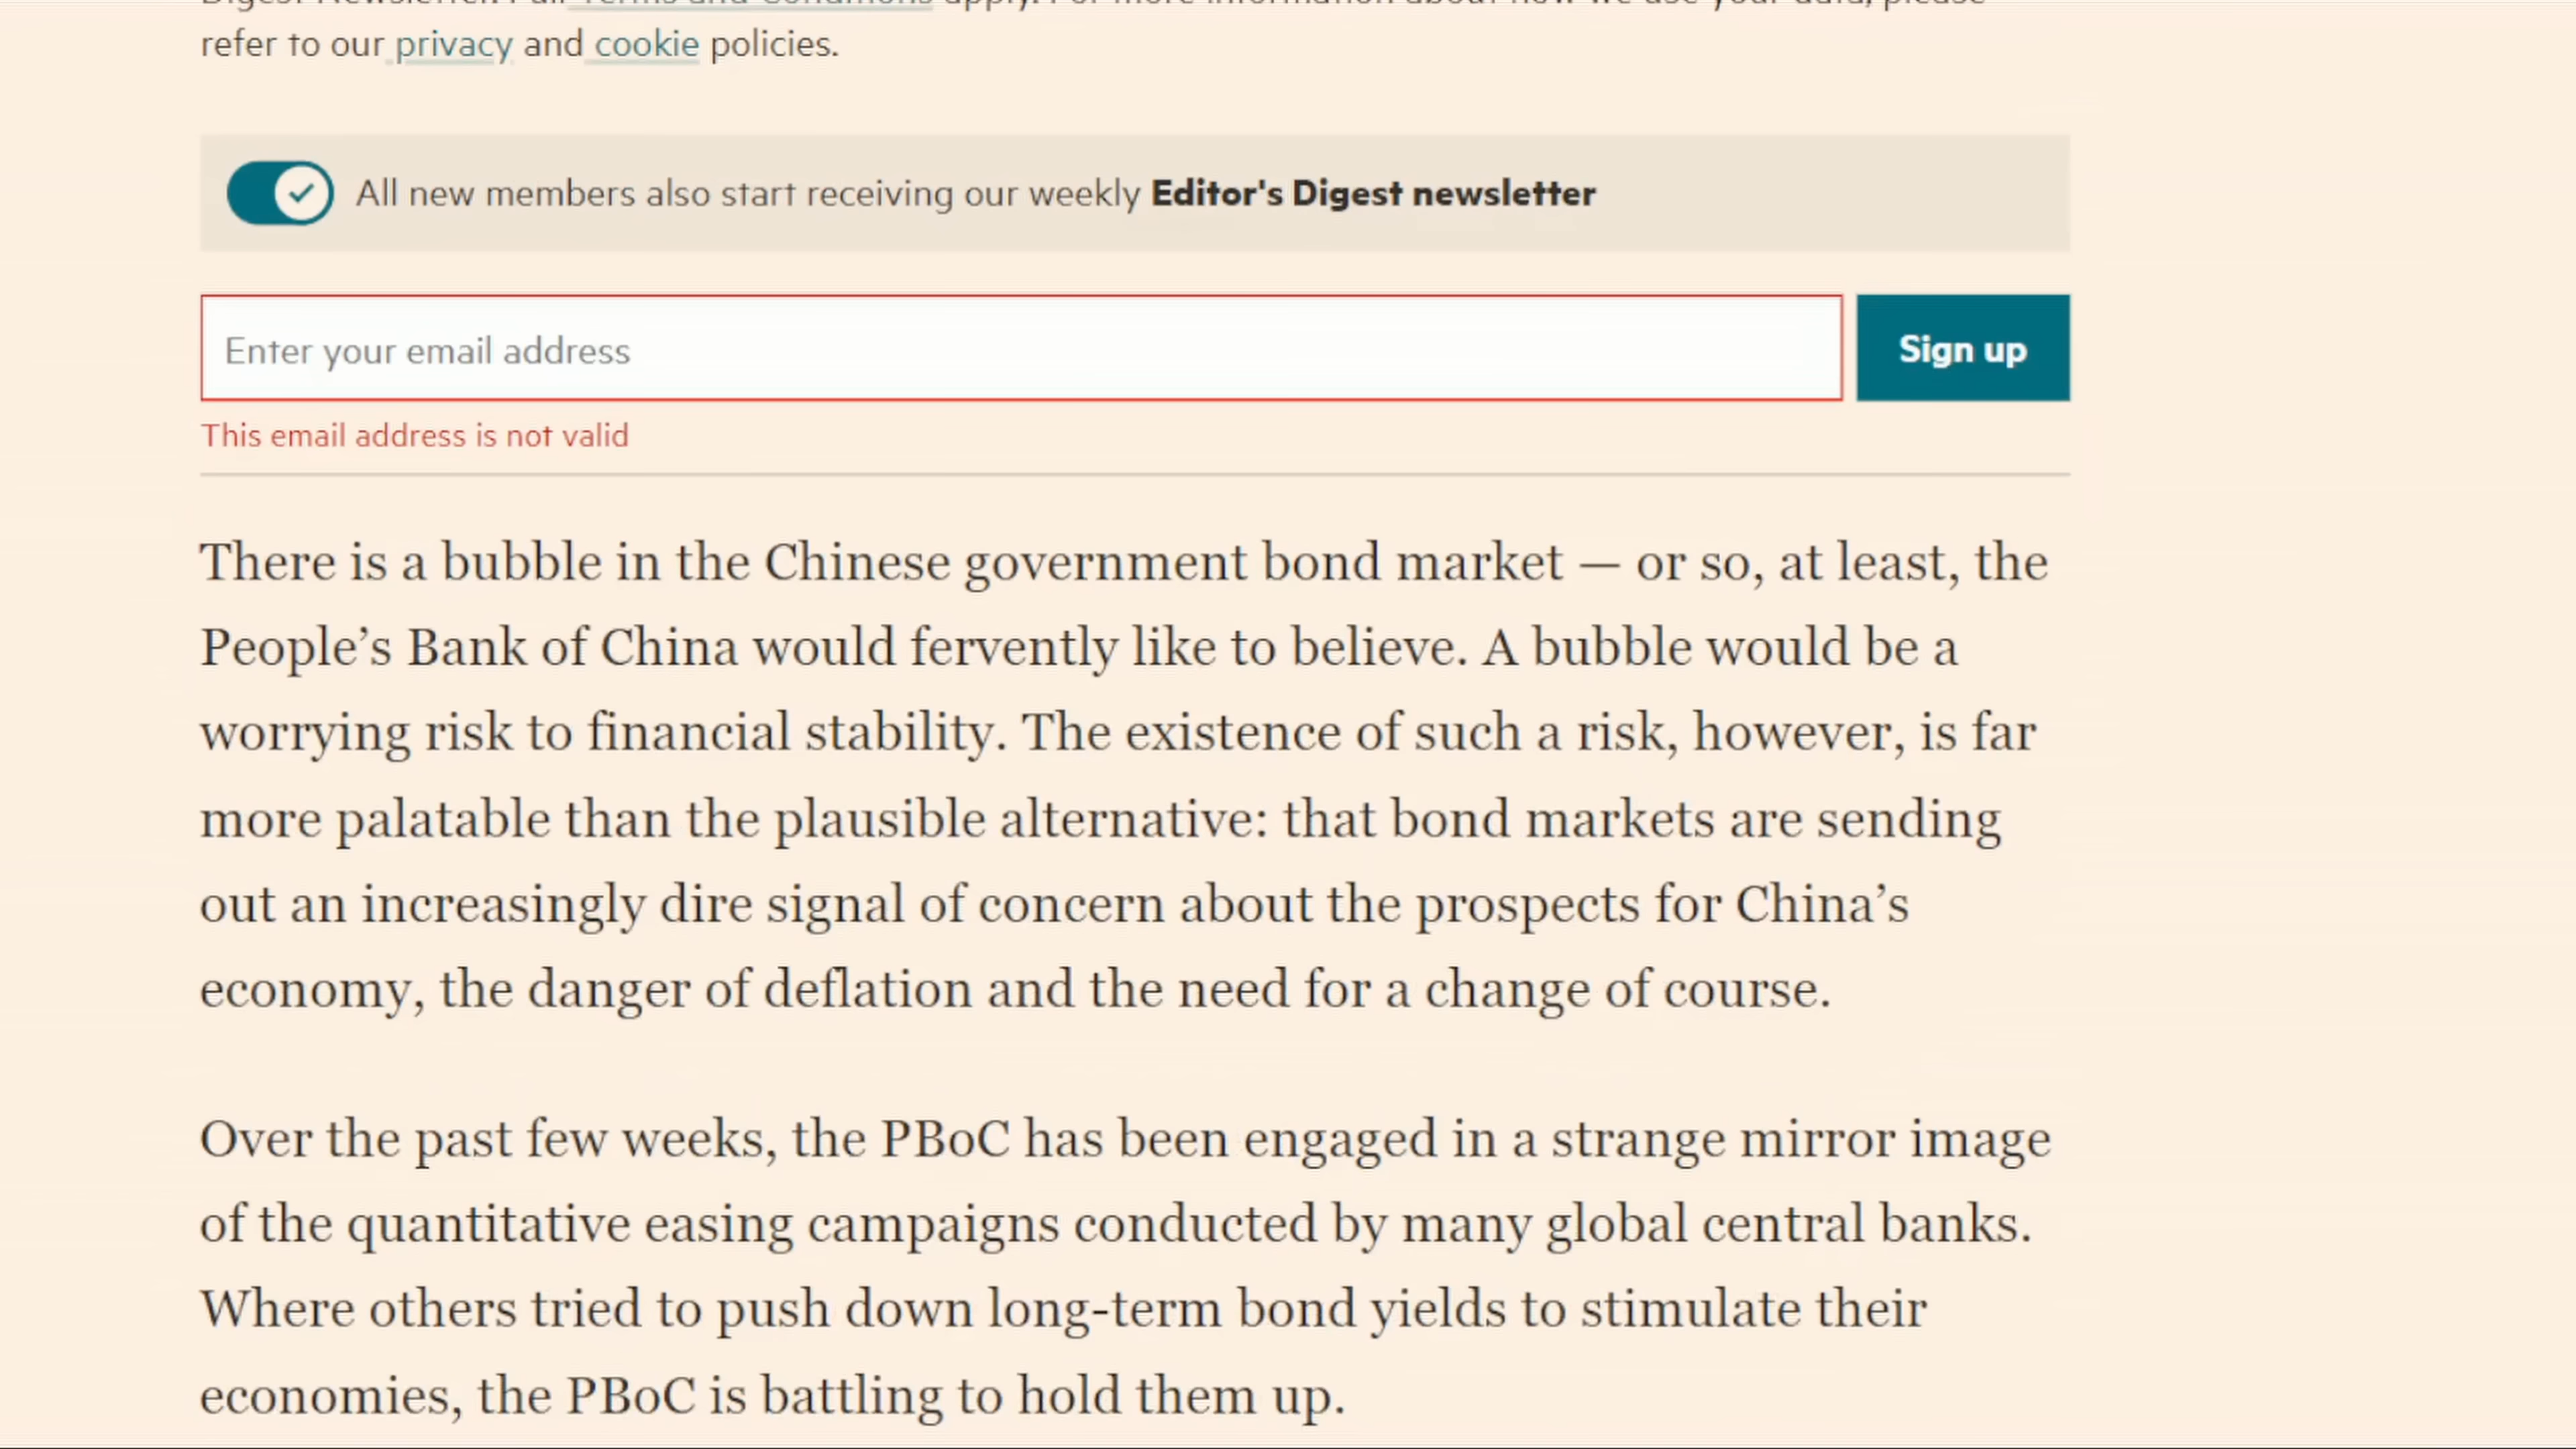 refer to our privacy and cookie policies.
All new members also start receiving our weekly Editor's Digest newsletter
Enter your email address
Sign up
This email address is not valid
There is a bubble in the Chinese government bond market — or so, at least, the
People’s Bank of China would fervently like to believe. A bubble would be a
worrying risk to financial stability. The existence of such a risk, however, is far
more palatable than the plausible alternative: that bond markets are sending
out an increasingly dire signal of concern about the prospects for China’s
economy, the danger of deflation and the need for a change of course.
Over the past few weeks, the PBoC has been engaged in a strange mirror image
of the quantitative easing campaigns conducted by many global central banks.
Where others tried to push down long-term bond yields to stimulate their
economies, the PBoC is battling to hold them up.